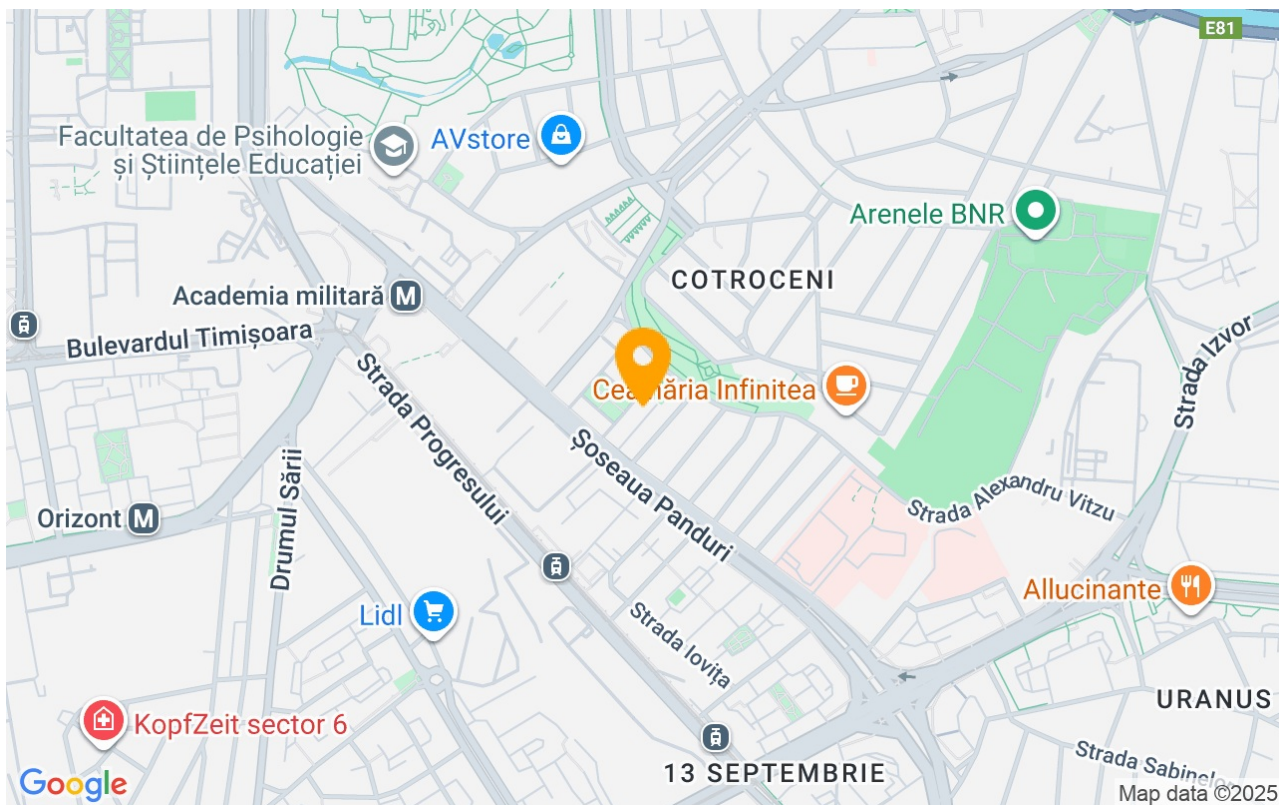 E81
Facultatea de Psihologie
și Științele Educației
AVstore
Arenele BNR
COTROCENI
Academia militară
M
Bulevardul Timișoara
Strada Izvor
Infinitea
Strada Progresului
Șoseaua Panduri
Strada Alexandru Vitzu
Orizont
M
Drumul Sării
Allucinante
Lidl
Strada Iovița
URANUS
KopfZeit sector 6
13 SEPTEMBRIE
Strada
Google
Map data ©2025